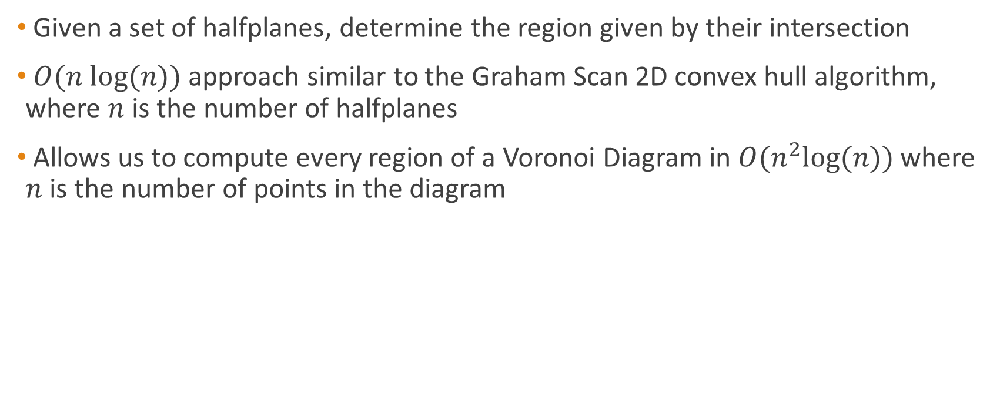 • Given a set of halfplanes, determine the region given by their intersection
• O(n log(n)) approach similar to the Graham Scan 2D convex hull algorithm,
where n is the number of halfplanes
• Allows us to compute every region of a Voronoi Diagram in O(n²log(n)) where
n is the number of points in the diagram